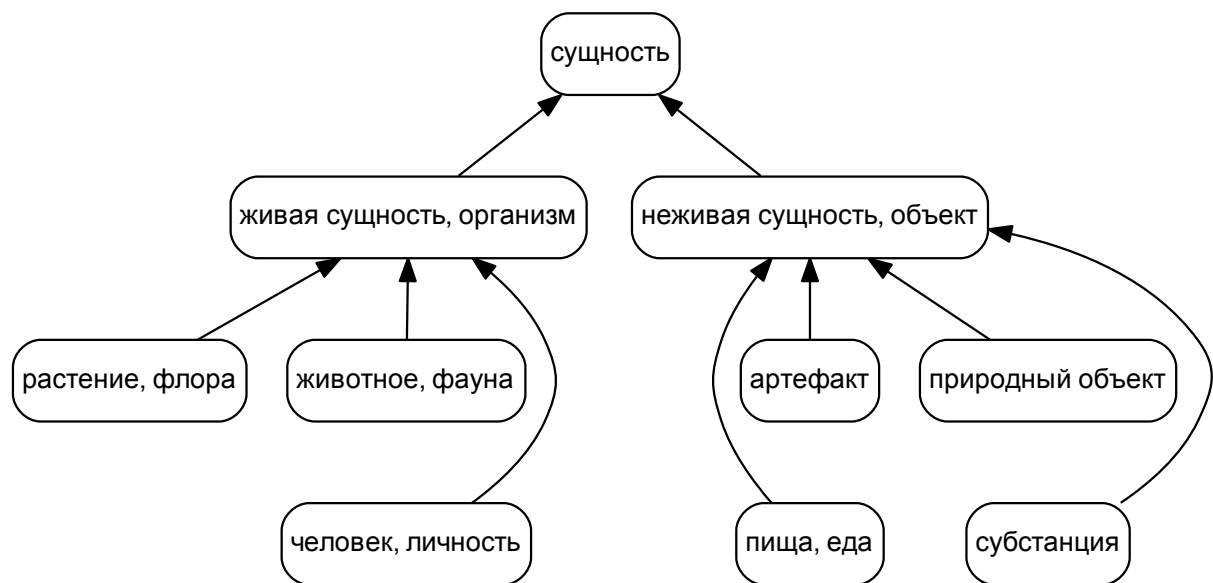 сущность
живая сущность, организм
неживая сущность, объект
растение, флора
животное, фауна
артефакт
природный объект
человек, личность
пища, еда
субстанция